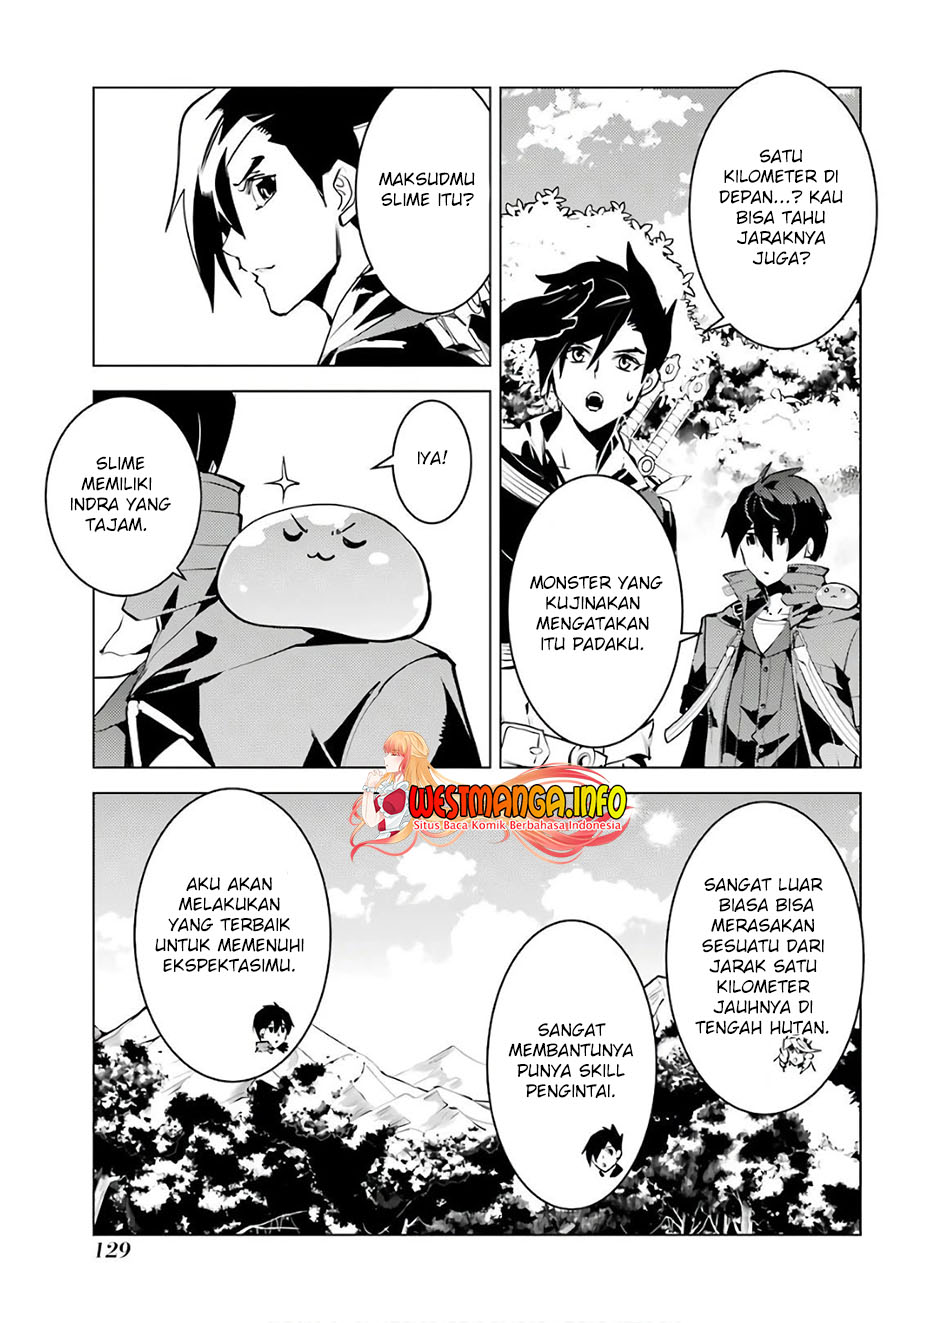 SATU
KILOMETER DI
DEPAN...? KAU
BISA TAHU
JARAKNYA
JUGA?
MONSTER YANG
KUJINAKAN
MENGATAKAN
ITU PADAKU.
MAKSUDMU
SLIME ITU?
IYA!
SLIME
MEMILIKI
INDRA YANG
TAJAM.
WESTMANGA.INFO
Situs Baca Komik Berbahasa Indonesia
SANGAT LUAR
BIASA BISA
MERASAKAN
SESUATU DARI
JARAK SATU
KILOMETER
JAUHNYA DI
TENGAH HUTAN.
SANGAT
MEMBANTUNYA
PUNYA SKILL
PENGINTAI.
AKU AKAN
MELAKUKAN
YANG TERBAIK
UNTUK MEMENUHI
EKSPEKTASIMU.
129